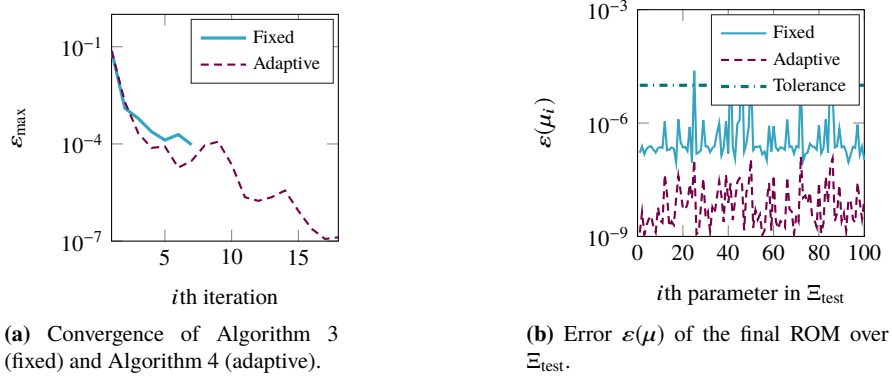 Fixed
Adaptive
10⁻¹
10⁻⁴
10⁻⁷
ε_max
5
10
15
ith iteration
(a) Convergence of Algorithm 3
(fixed) and Algorithm 4 (adaptive).
Fixed
Adaptive
Tolerance
10⁻³
10⁻⁶
10⁻⁹
ε(μ_i)
0
20
40
60
80
100
ith parameter in Ξ_test
(b) Error ε(μ) of the final ROM over
Ξ_test.